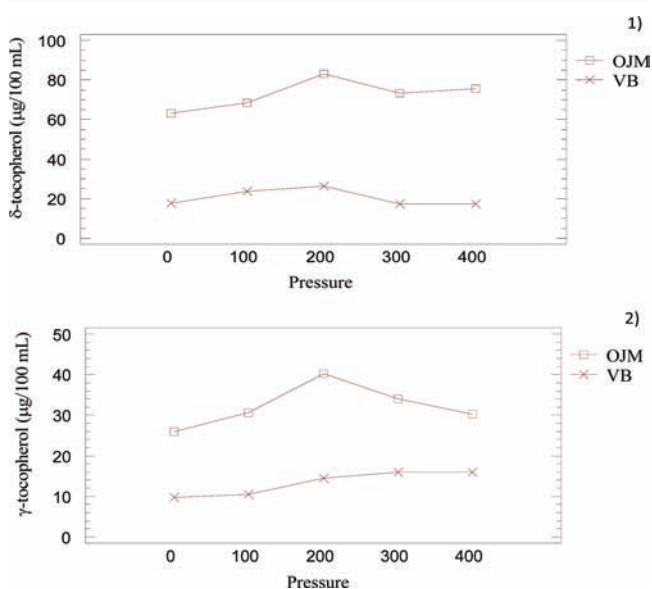 1)
100
80
60
40
20
0
δ-tocopherol (µg/100 mL)
OJM
VB
0 100 200 300 400
Pressure
2)
50
40
30
20
10
0
γ-tocopherol (µg/100 mL)
OJM
VB
0 100 200 300 400
Pressure